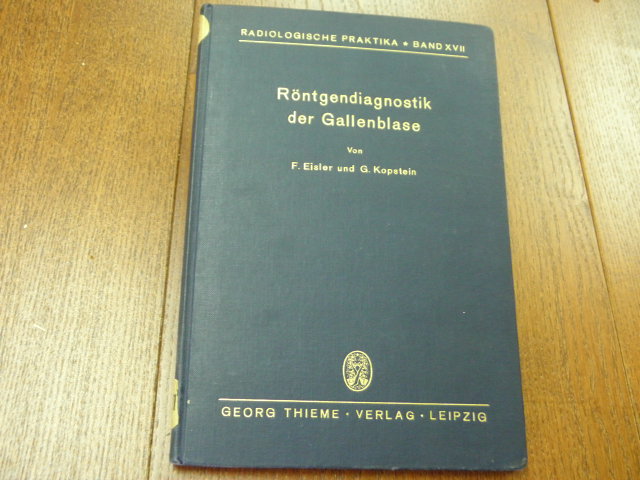 RADIOLOGISCHE PRAKTIKA ★ BAND XVII
Röntgendiagnostik
der Gallenblase
Von
F. Eisler und G. Kopstein
GEORG THIEME · VERLAG · LEIPZIG